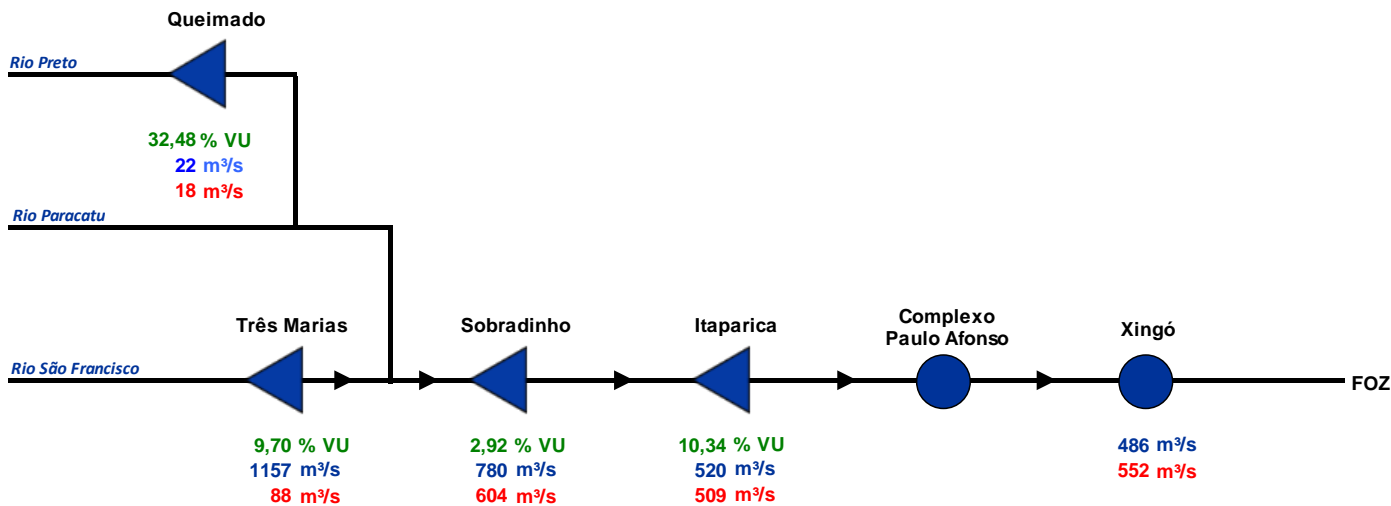 Queimado
Rio Preto
32,48 % VU
22 m³/s
18 m³/s
Rio Paracatu
Três Marias
Sobradinho
Itaparica
Complexo
Paulo Afonso
Xingó
Rio São Francisco
FOZ
9,70 % VU
1157 m³/s
88 m³/s
2,92 % VU
780 m³/s
604 m³/s
10,34 % VU
520 m³/s
509 m³/s
486 m³/s
552 m³/s